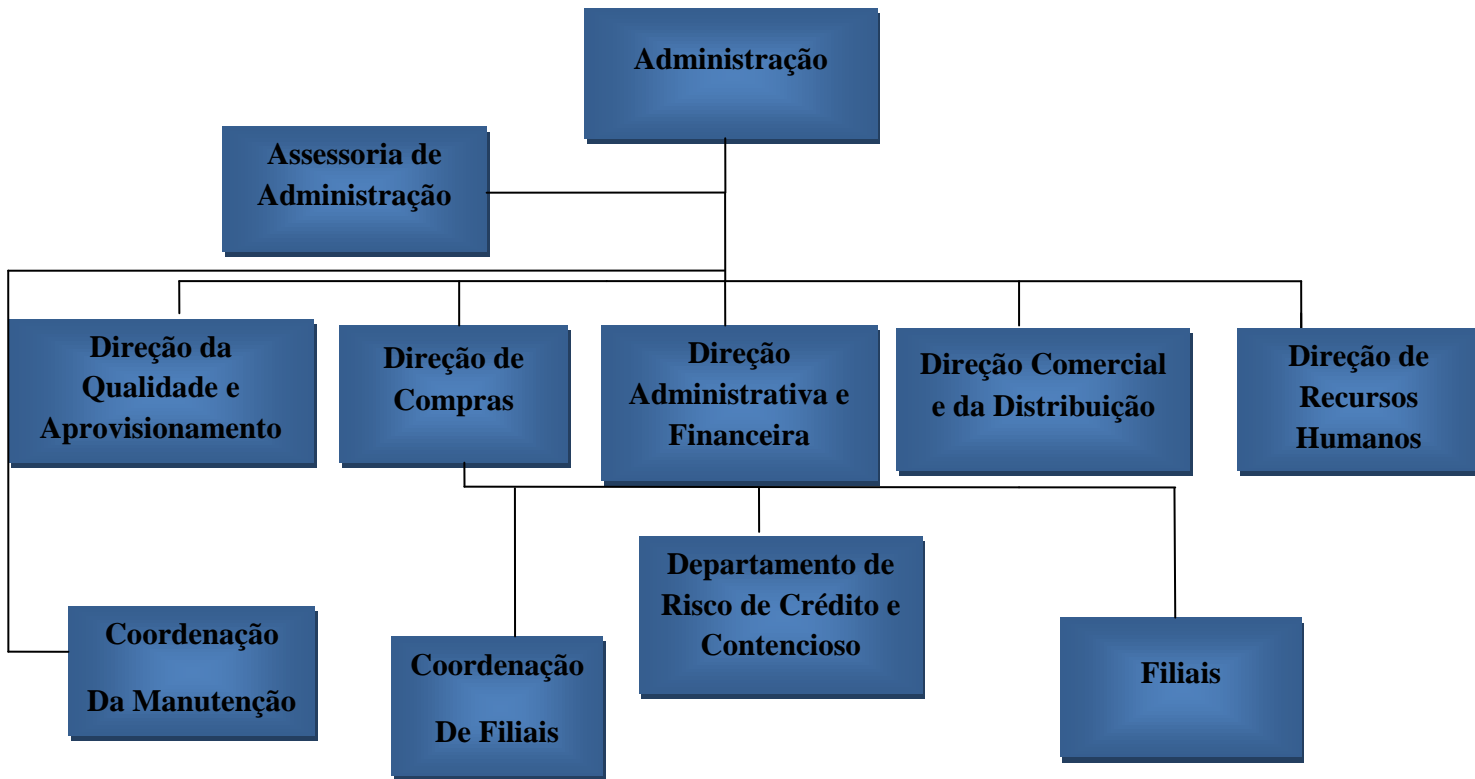 Administração
Assessoria de
Administração
Direção da
Qualidade e
Aprovisionamento
Direção de
Compras
Direção
Administrativa e
Financeira
Direção Comercial
e da Distribuição
Direção de
Recursos
Humanos
Coordenação
Da Manutenção
Coordenação
De Filiais
Departamento de
Risco de Crédito e
Contencioso
Filiais